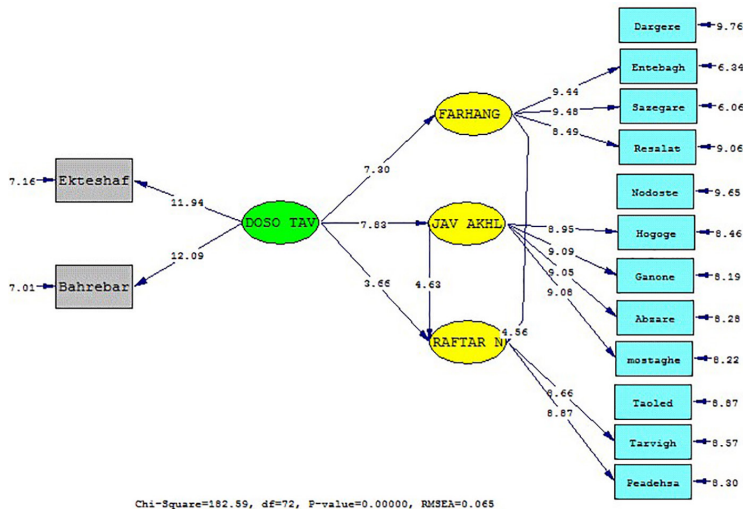 Dargere
9.76
Entebagh
6.34
9.44
FARHANG
9.48
Sazegare
6.06
8.49
Resalat
9.06
7.30
7.16
Ekteshaf
Nodoste
9.65
11.94
DOSO TAV
7.83
JAV AKHL
8.95
Hogoge
8.46
9.09
12.09
9.05
Ganone
8.19
7.01
Bahrebar
3.66
4.63
9.08
Abzare
8.28
4.56
RAFTAR N
mostaghe
8.22
8.66
Taoled
8.87
8.87
Tarvigh
8.57
Peadehsa
8.30
Chi-Square=182.59, df=72, P-value=0.00000, RMSEA=0.065